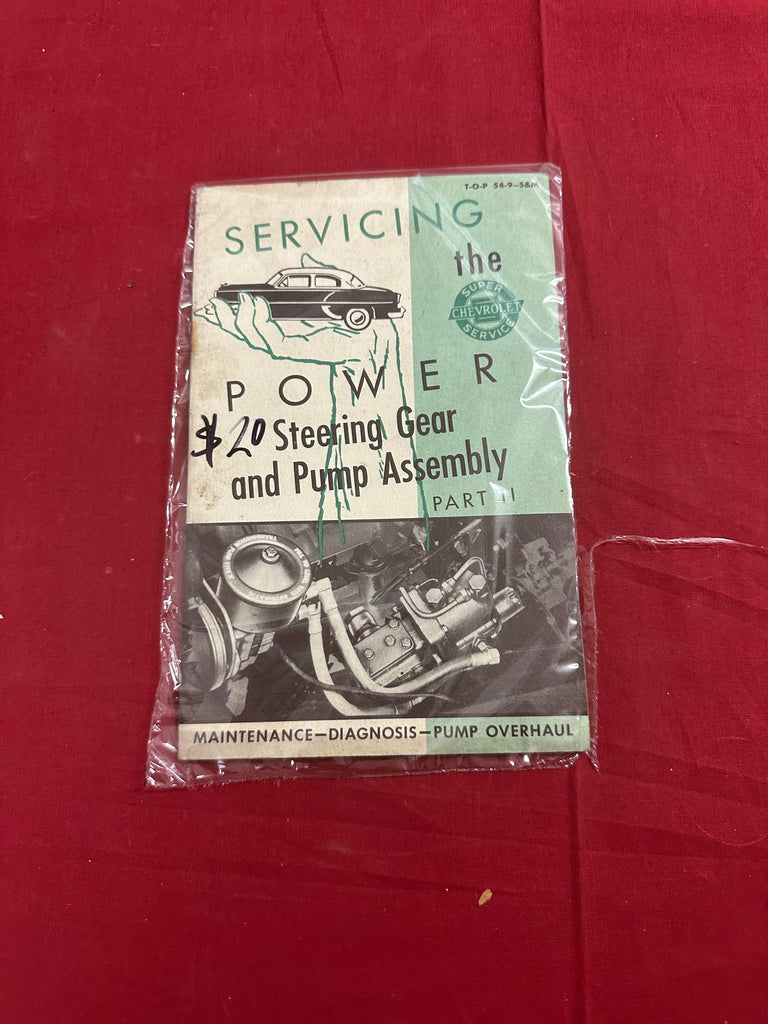 T-O-P 54-9-5&M
SERVICING
the
SUPER
CHEVROLET
SERVICE
POWER
$20 Steering Gear
and Pump Assembly
PART II
MAINTENANCE—DIAGNOSIS—PUMP OVERHAUL